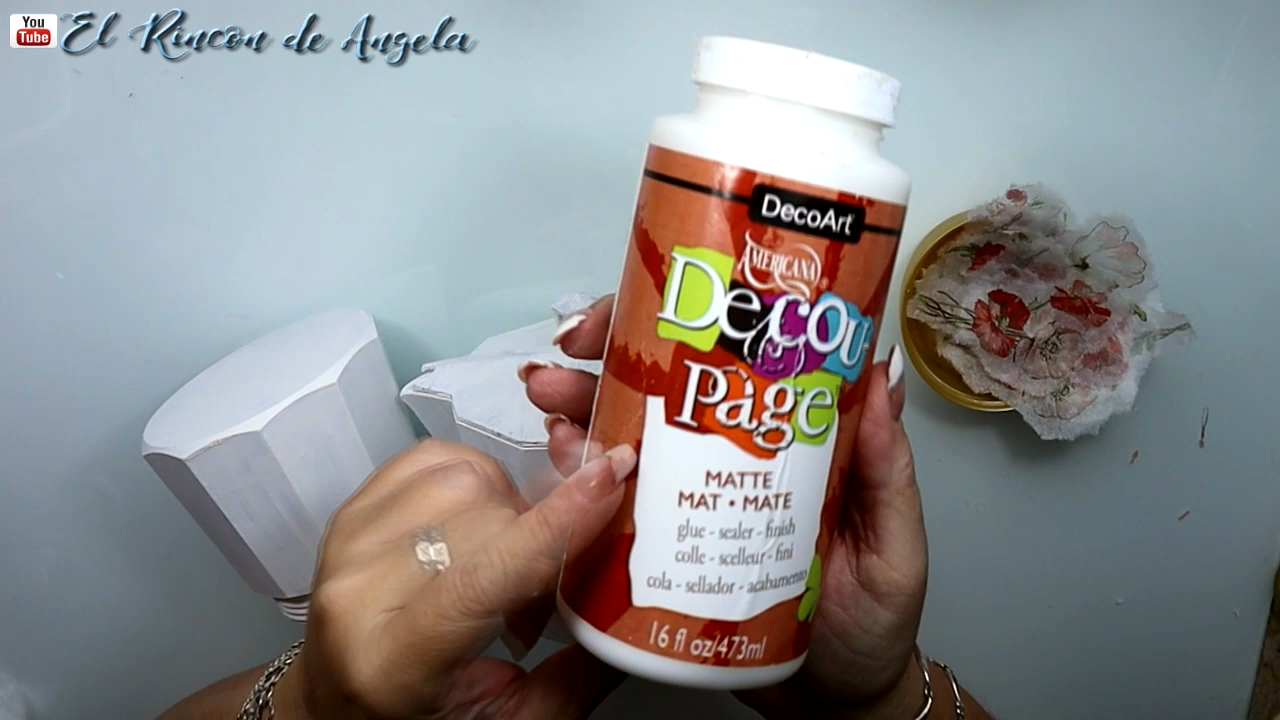 You
Tube
El Rincón de Angela
DecoArt
AMERICANA
Decou
Page
MATTE
MAT • MATE
glue - sealer - finish
colle - scelleur - fini
cola - sellador - acabamento
16 fl oz/473ml